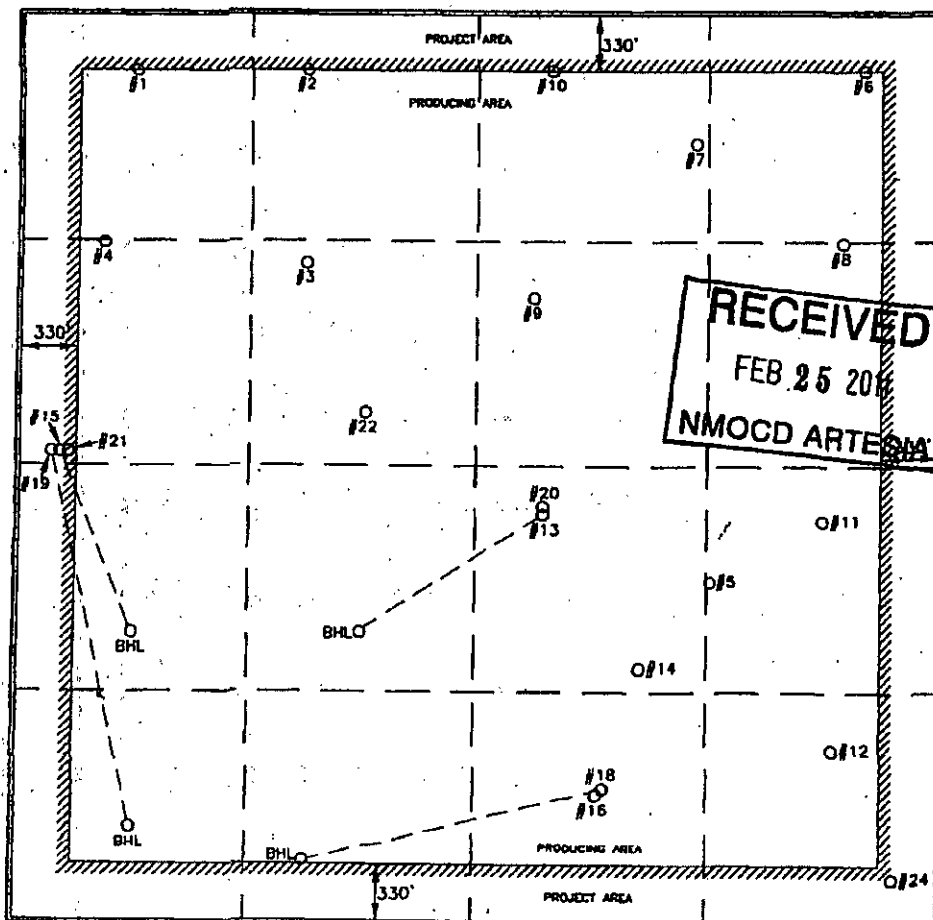 PROJECT AREA
330'
#1
#2
#10
#6
PRODUCING AREA
#7
#4
#3
#8
#9
RECEIVED
FEB 25 201
NMOCD ARTESIA
330'
#22
#15
#21
#19
#20
#13
#11
#5
BHL
BHL
#14
#12
#18
#16
BHL
BHL
PRODUCING AREA
330'
PROJECT AREA
#24